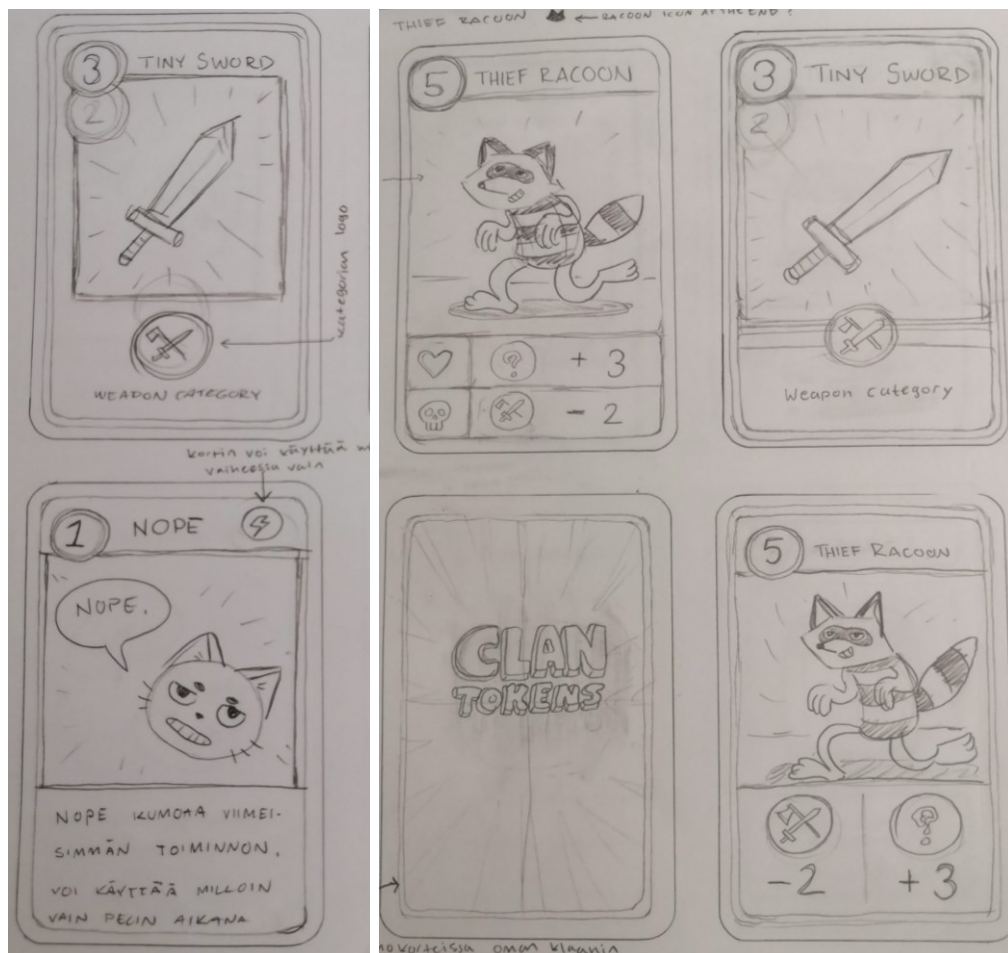 3 TINY SWORD
2
kategorian logo
WEAPON CATEGORY
kortin voi käyttää
vaiheessa vain
1 NOPE
NOPE.
NOPE KUMOAA VIIMEI-
SIMMÄN TOIMINNON.
VOI KÄYTTÄÄ MILLOIN
VAIN PELIN AIKANA
THIEF RACOON ← RACOON ICON AT THE END?
5 THIEF RACOON
? + 3
- 2
3 TINY SWORD
2
Weapon category
CLAN
TOKENS
5 THIEF RACOON
?
-2 +3
korteissa oman klaanin